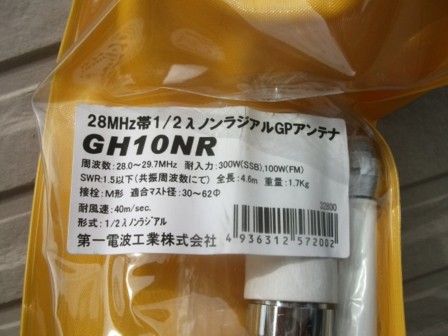 28MHz帯1/2λノンラジアルGPアンテナ
GH10NR
周波数:28.0~29.7MHz 耐入力:300W(SSB),100W(FM)
SWR:1.5以下(共振周波数にて) 全長:4.6m 重量:1.7Kg
接栓:M形 適合マスト径:30~62Φ
耐風速:40m/sec.
形式:1/2λノンラジアル
第一電波工業株式会社
4 936312 572002